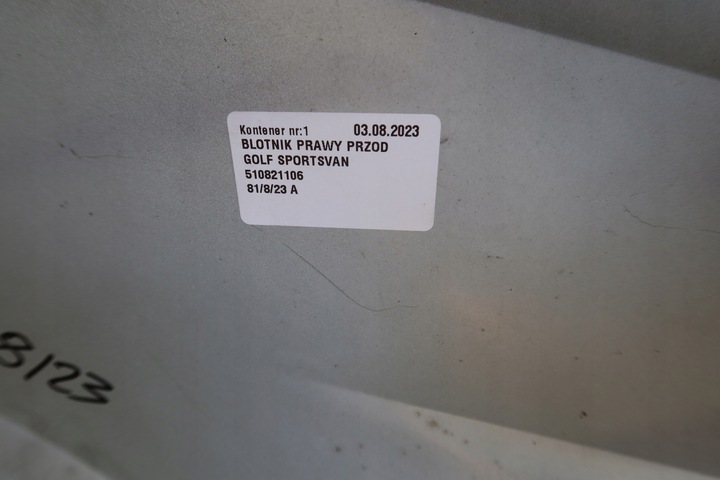 Kontener nr:1 03.08.2023
BLOTNIK PRAWY PRZOD
GOLF SPORTSVAN
510821106
81/8/23 A
8/23